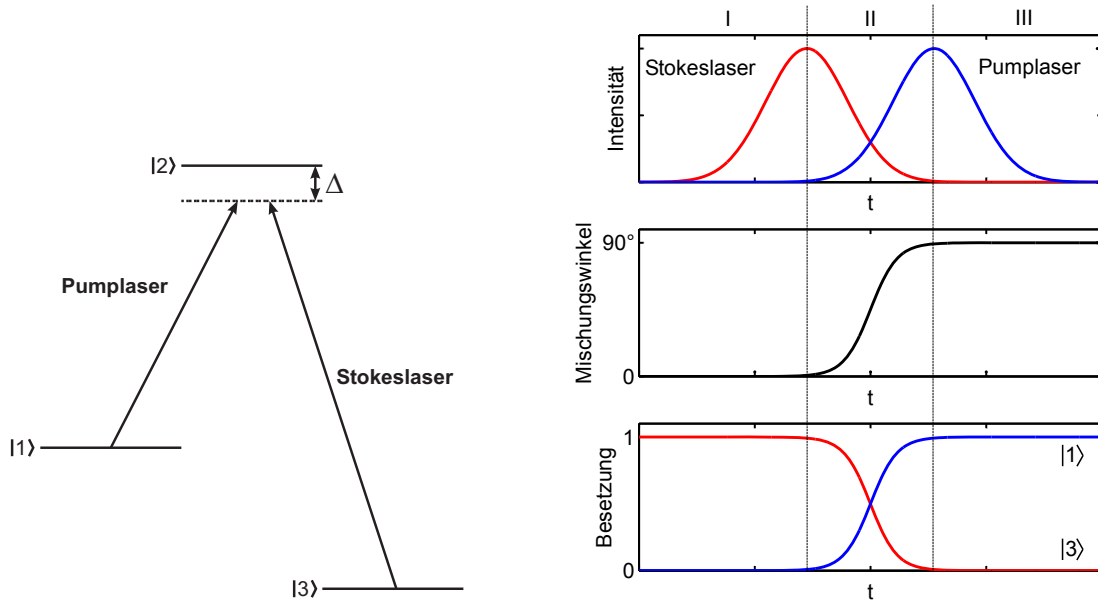 |2⟩
Δ
Pumplaser
Stokeslaser
|1⟩
|3⟩
I II III
Stokeslaser Pumplaser
Intensität
t
90°
Mischungswinkel
0
t
1
|1⟩
Besetzung
|3⟩
0
t